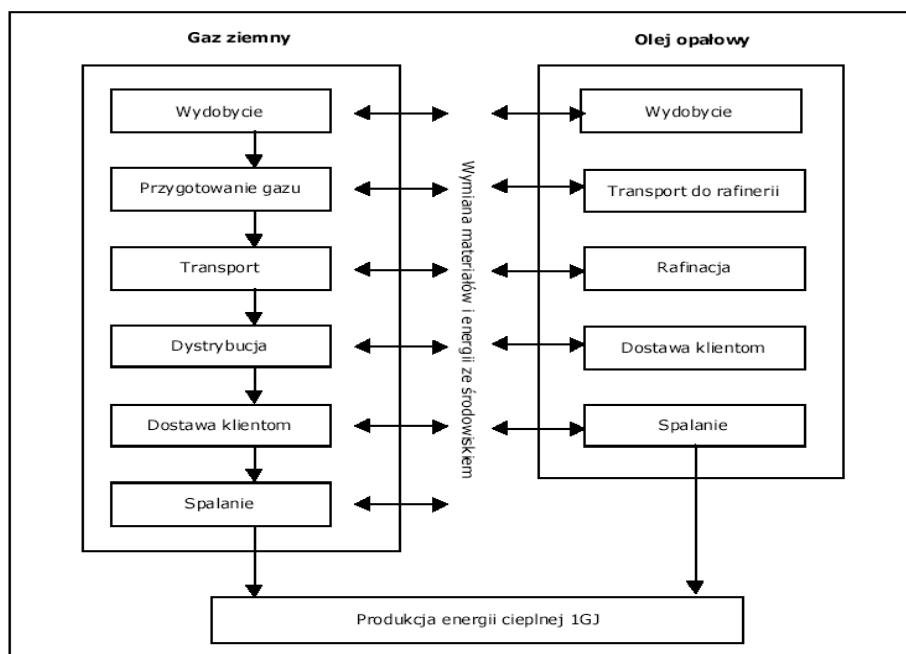 Gaz ziemny
Wydobycie
Przygotowanie gazu
Transport
Dystrybucja
Dostawa klientom
Spalanie
Wymiana materiałów i energii ze środowiskiem
Olej opałowy
Wydobycie
Transport do rafinerii
Rafinacja
Dostawa klientom
Spalanie
Produkcja energii cieplnej 1GJ